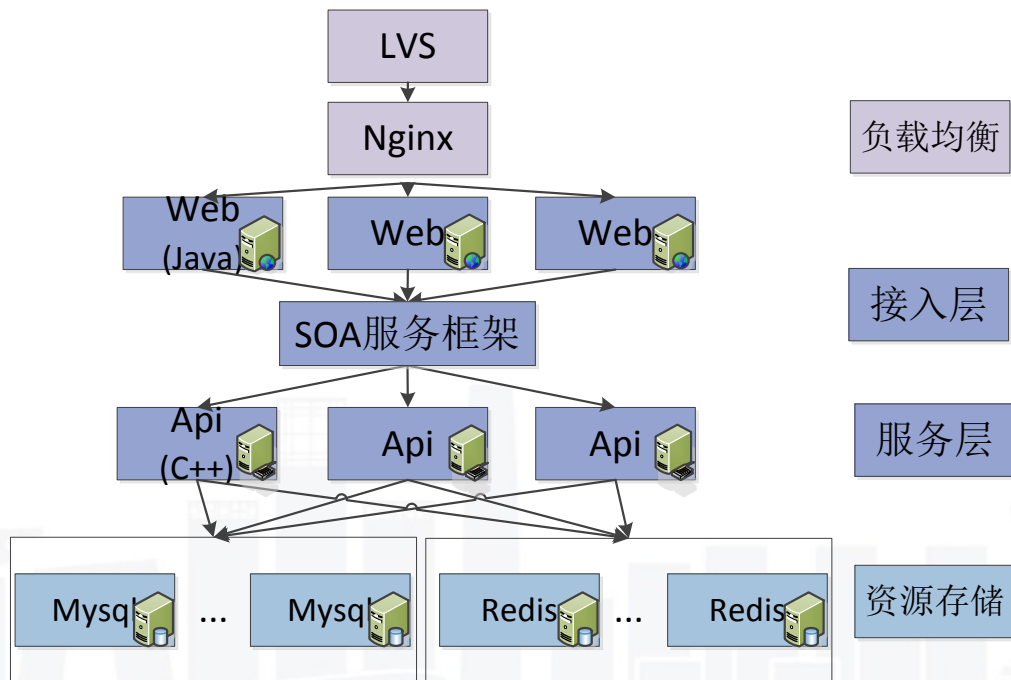 LVS
Nginx
负载均衡
Web
(Java)
Web
Web
SOA服务框架
接入层
Api
(C++)
Api
Api
服务层
Mysql
...
Mysql
Redis
...
Redis
资源存储